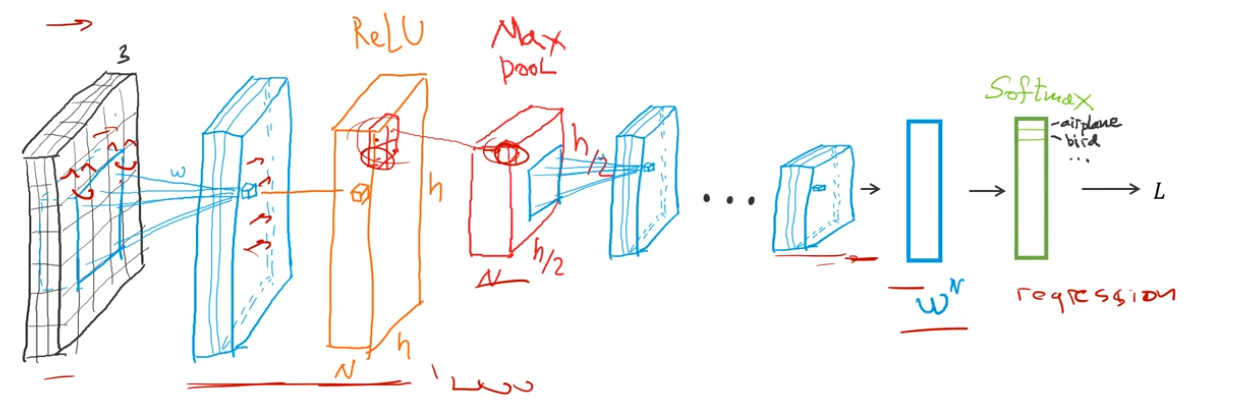 3
ReLU
Max
pool
w
h
h
N
h/2
h/2
N
w
Softmax
airplane
bird
...
L
w^N
regression